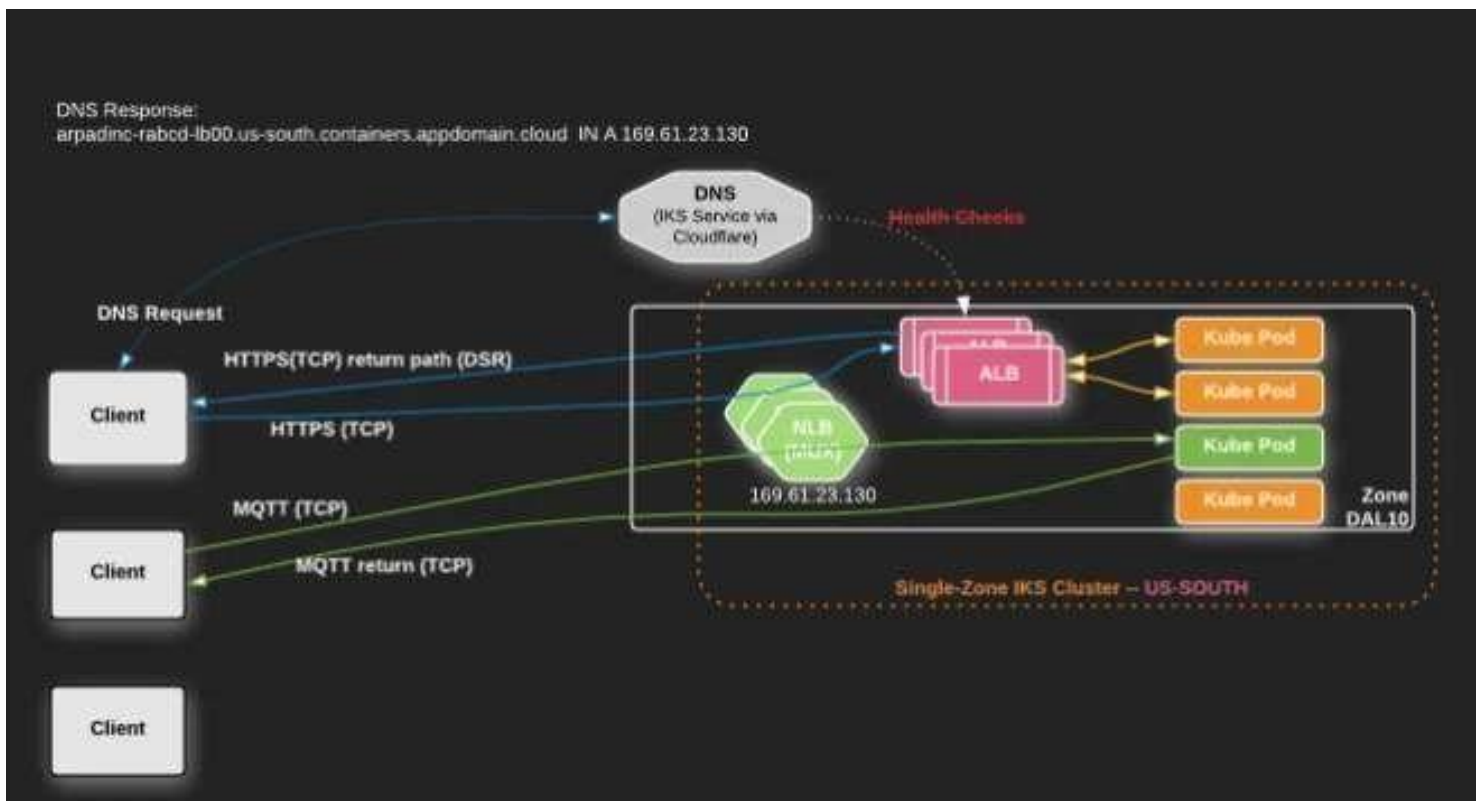 DNS Response:
arpadinc-rabcd-lb00.us-south.containers.appdomain.cloud IN A 169.61.23.130
DNS
(IKS Service via
Cloudflare)
Health Checks
DNS Request
HTTPS(TCP) return path (DSR)
HTTPS (TCP)
Client
ALB
ALB
Kube Pod
Kube Pod
Kube Pod
Kube Pod
NLB
(MUX)
169.61.23.130
Zone
DAL10
MQTT (TCP)
Client
MQTT return (TCP)
Single-Zone IKS Cluster – US-SOUTH
Client